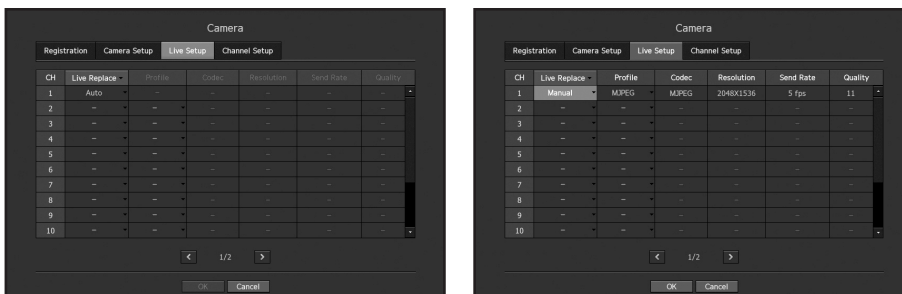 Camera
Registration Camera Setup Live Setup Channel Setup
CH Live Replace Profile Codec Resolution Send Rate Quality
1 Auto – – – – – –
2 – – – – – –
3 – – – – – –
4 – – – – – –
5 – – – – – –
6 – – – – – –
7 – – – – – –
8 – – – – – –
9 – – – – – –
10 – – – – – –
< 1/2 >
OK Cancel
Camera
Registration Camera Setup Live Setup Channel Setup
CH Live Replace Profile Codec Resolution Send Rate Quality
1 Manual MJPEG MJPEG 2048X1536 5 fps 11
2 – – – – – –
3 – – – – – –
4 – – – – – –
5 – – – – – –
6 – – – – – –
7 – – – – – –
8 – – – – – –
9 – – – – – –
10 – – – – – –
< 1/2 >
OK Cancel